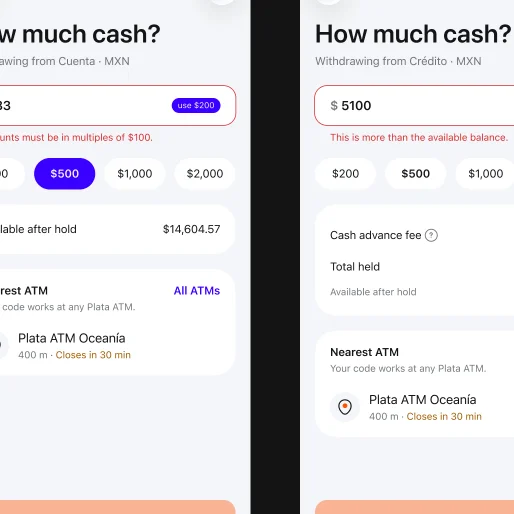 w much cash?
awing from Cuenta · MXN
33
use $200
unts must be in multiples of $100.
00
$500
$1,000
$2,000
lable after hold
$14,604.57
rest ATM
All ATMs
code works at any Plata ATM.
Plata ATM Oceanía
400 m · Closes in 30 min
How much cash?
Withdrawing from Crédito · MXN
$ 5100
This is more than the available balance.
$200
$500
$1,000
Cash advance fee ?
Total held
Available after hold
Nearest ATM
Your code works at any Plata ATM.
Plata ATM Oceanía
400 m · Closes in 30 min